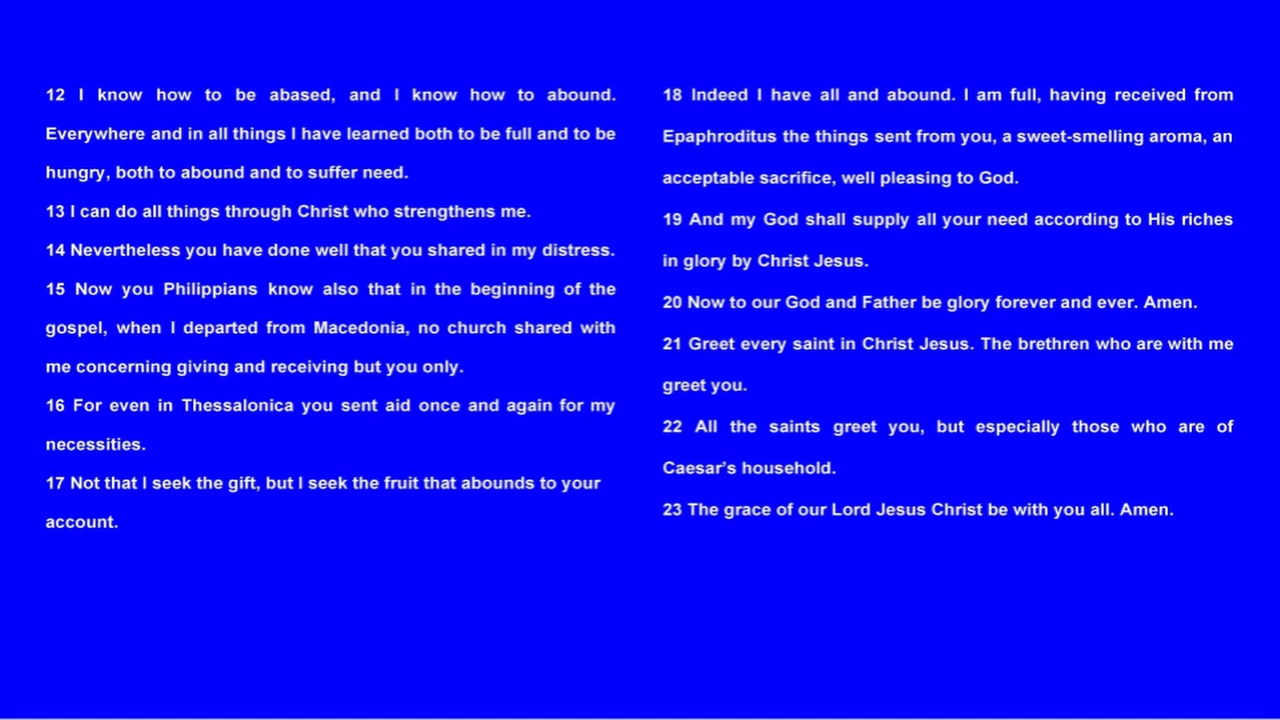 12 I know how to be abased, and I know how to abound.
Everywhere and in all things I have learned both to be full and to be
hungry, both to abound and to suffer need.
13 I can do all things through Christ who strengthens me.
14 Nevertheless you have done well that you shared in my distress.
15 Now you Philippians know also that in the beginning of the
gospel, when I departed from Macedonia, no church shared with
me concerning giving and receiving but you only.
16 For even in Thessalonica you sent aid once and again for my
necessities.
17 Not that I seek the gift, but I seek the fruit that abounds to your
account.
18 Indeed I have all and abound. I am full, having received from
Epaphroditus the things sent from you, a sweet-smelling aroma, an
acceptable sacrifice, well pleasing to God.
19 And my God shall supply all your need according to His riches
in glory by Christ Jesus.
20 Now to our God and Father be glory forever and ever. Amen.
21 Greet every saint in Christ Jesus. The brethren who are with me
greet you.
22 All the saints greet you, but especially those who are of
Caesar’s household.
23 The grace of our Lord Jesus Christ be with you all. Amen.